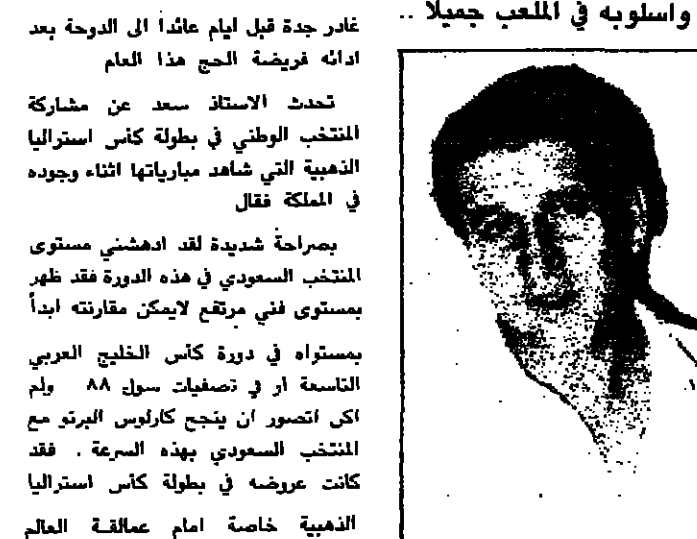 واسلوبه في الملعب جميلاً ..
غادر جدة قبل ايام عائداً الى الدوحة بعد
ادائه فريضة الحج هذا العام
تحدث الاستاذ سعد عن مشاركة
المنتخب الوطني في بطولة كأس استراليا
الذهبية التي شاهد مبارياتها اثناء وجوده
في المملكة فقال
بصراحة شديدة لقد ادهشني مستوى
المنتخب السعودي في هذه الدورة فقد ظهر
بمستوى فني مرتفع لايمكن مقارنته ابدأ
بمستواه في دورة كأس الخليج العربي
التاسعة او في تصفيات سول ٨٨ ولم
اكن اتصور ان ينجح كارلوس البرتو مع
المنتخب السعودي بهذه السرعة . فقد
كانت عروضه في بطولة كأس استراليا
الذهبية خاصة امام عمالقة العالم